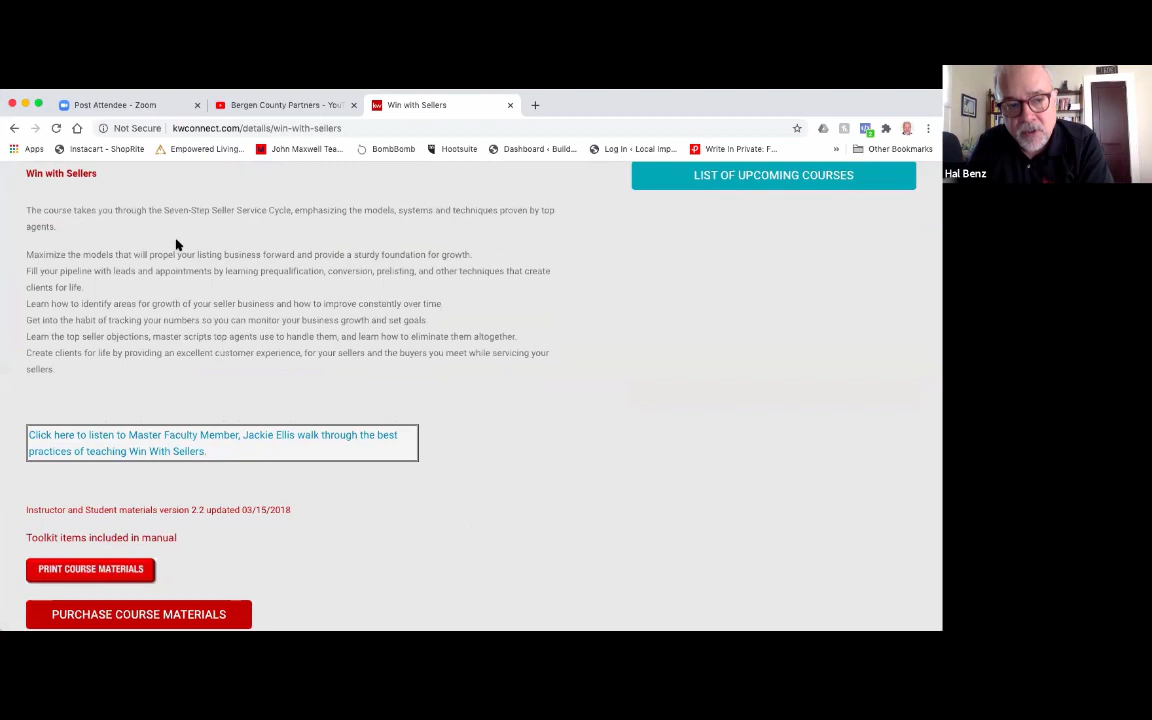 Post Attendee - Zoom
Bergen County Partners - YouT
kw
Win with Sellers
Not Secure
kwconnect.com/details/win-with-sellers
2
Apps
Instacart - ShopRite
Empowered Living...
John Maxwell Tea...
BombBomb
Hootsuite
Dashboard ‹ Build...
Log In ‹ Local Imp...
Write In Private: F...
»
Other Bookmarks
Hal Benz
Win with Sellers
LIST OF UPCOMING COURSES
The course takes you through the Seven-Step Seller Service Cycle, emphasizing the models, systems and techniques proven by top
agents.
Maximize the models that will propel your listing business forward and provide a sturdy foundation for growth.
Fill your pipeline with leads and appointments by learning prequalification, conversion, prelisting, and other techniques that create
clients for life.
Learn how to identify areas for growth of your seller business and how to improve constantly over time.
Get into the habit of tracking your numbers so you can monitor your business growth and set goals.
Learn the top seller objections, master scripts top agents use to handle them, and learn how to eliminate them altogether.
Create clients for life by providing an excellent customer experience, for your sellers and the buyers you meet while servicing your
sellers.
Click here to listen to Master Faculty Member, Jackie Ellis walk through the best
practices of teaching Win With Sellers.
Instructor and Student materials version 2.2 updated 03/15/2018
Toolkit items included in manual
PRINT COURSE MATERIALS
PURCHASE COURSE MATERIALS